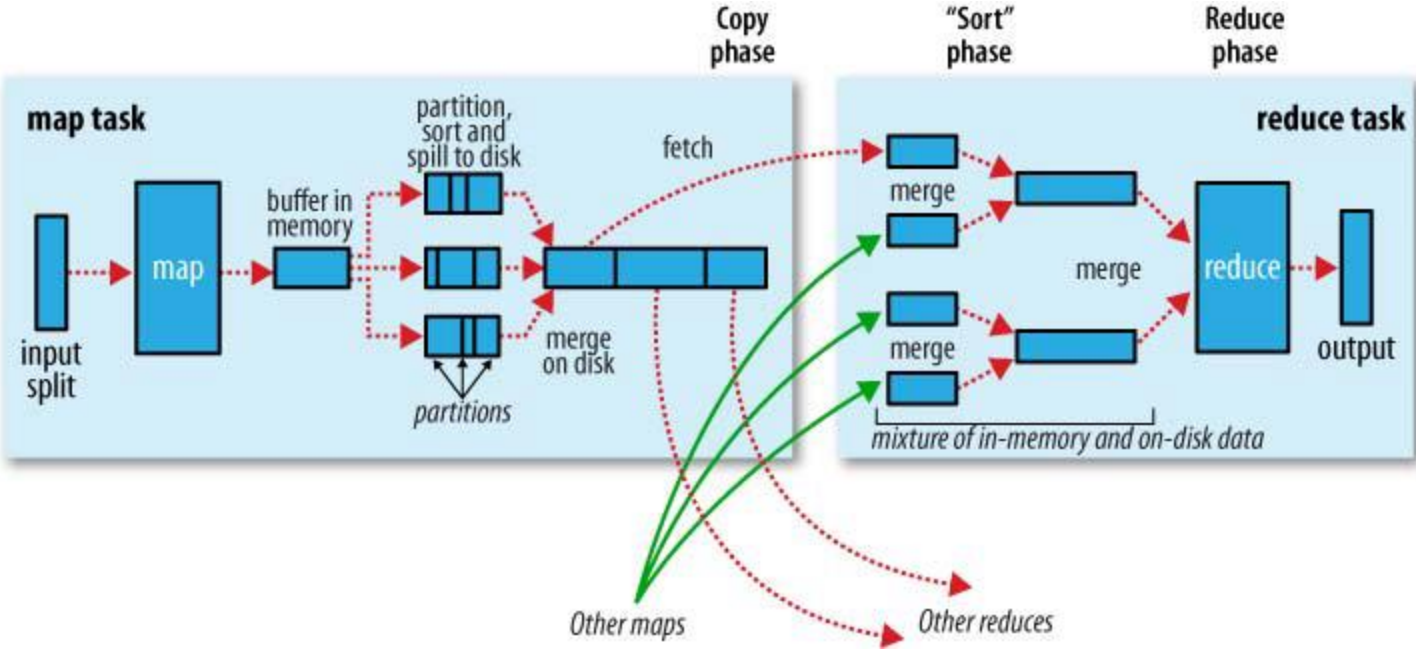 Copy
phase
"Sort"
phase
Reduce
phase
map task
partition,
sort and
spill to disk
fetch
reduce task
buffer in
memory
merge
map
merge
reduce
input
split
merge
on disk
merge
output
partitions
mixture of in-memory and on-disk data
Other maps
Other reduces